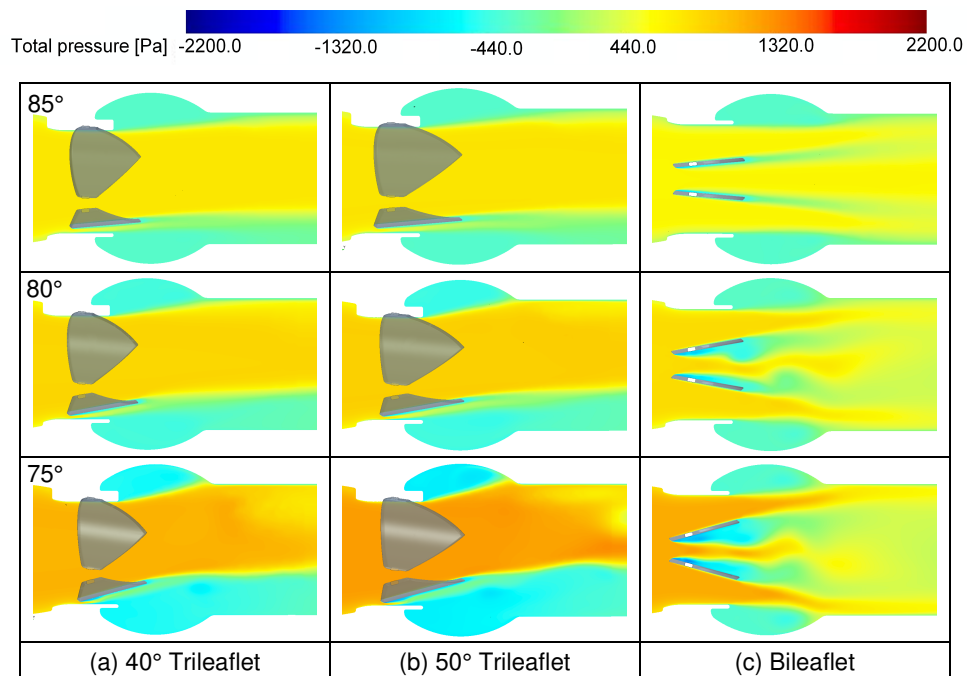 Total pressure [Pa] -2200.0 -1320.0 -440.0 440.0 1320.0 2200.0
85°
80°
75°
(a) 40° Trileaflet (b) 50° Trileaflet (c) Bileaflet